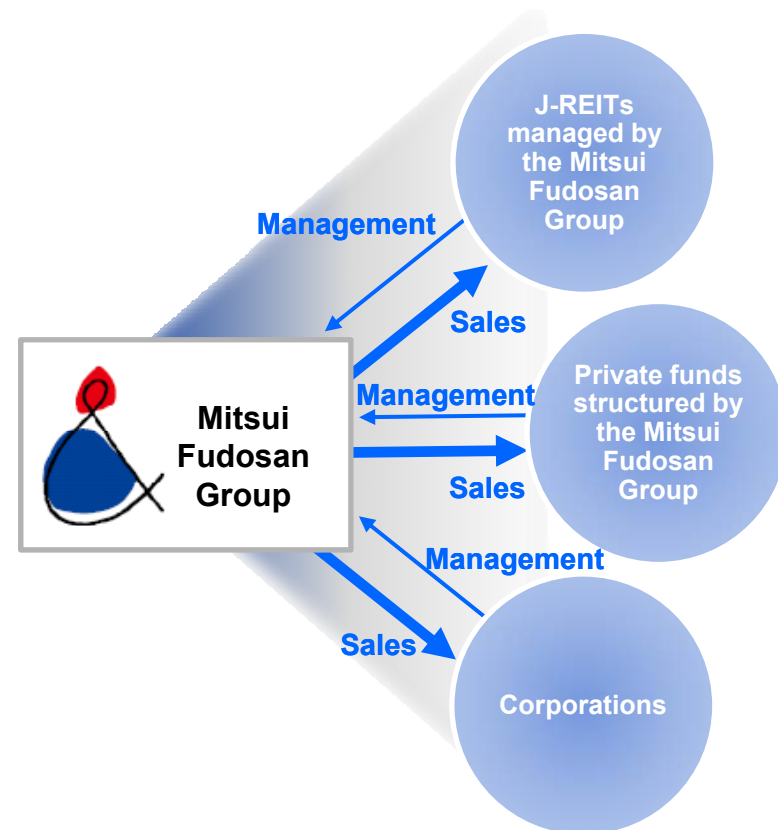 J-REITs
managed by
the Mitsui
Fudosan
Group
Management
Sales
Mitsui
Fudosan
Group
Management
Sales
Private funds
structured by
the Mitsui
Fudosan
Group
Management
Sales
Corporations